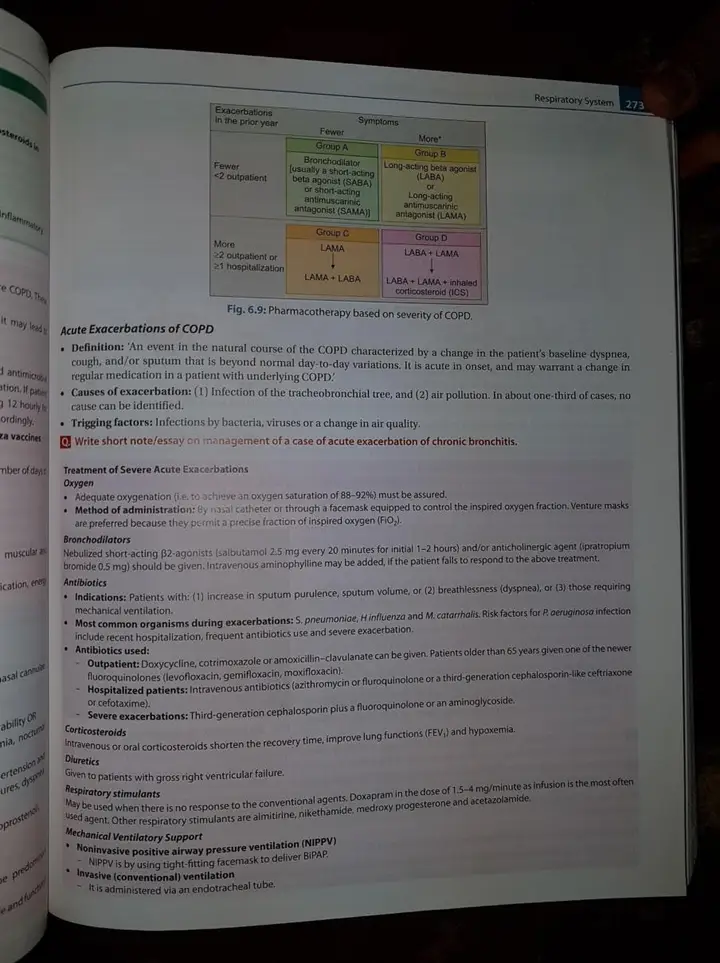 Respiratory System 273
Exacerbations
in the prior year
Symptoms
Fewer
More*
Fewer
<2 outpatient
Group A
Bronchodilator
[usually a short-acting
beta agonist (SABA)
or short-acting
antimuscarinic
antagonist (SAMA)]
Group B
Long-acting beta agonist
(LABA)
or
Long-acting
antimuscarinic
antagonist (LAMA)
More
≥2 outpatient or
≥1 hospitalization
Group C
LAMA
LAMA + LABA
Group D
LABA + LAMA
LABA + LAMA + inhaled
corticosteroid (ICS)
Fig. 6.9: Pharmacotherapy based on severity of COPD.
Acute Exacerbations of COPD
• Definition: 'An event in the natural course of the COPD characterized by a change in the patient's baseline dyspnea,
cough, and/or sputum that is beyond normal day-to-day variations. It is acute in onset, and may warrant a change in
regular medication in a patient with underlying COPD.'
• Causes of exacerbation: (1) Infection of the tracheobronchial tree, and (2) air pollution. In about one-third of cases, no
cause can be identified.
• Trigging factors: Infections by bacteria, viruses or a change in air quality.
Q. Write short note/essay on management of a case of acute exacerbation of chronic bronchitis.
Treatment of Severe Acute Exacerbations
Oxygen
• Adequate oxygenation (i.e. to achieve an oxygen saturation of 88–92%) must be assured.
• Method of administration: By nasal catheter or through a facemask equipped to control the inspired oxygen fraction. Venture masks
are preferred because they permit a precise fraction of inspired oxygen (FiO₂).
Bronchodilators
Nebulized short-acting β2-agonists (salbutamol 2.5 mg every 20 minutes for initial 1–2 hours) and/or anticholinergic agent (ipratropium
bromide 0.5 mg) should be given. Intravenous aminophylline may be added, if the patient fails to respond to the above treatment.
Antibiotics
• Indications: Patients with: (1) increase in sputum purulence, sputum volume, or (2) breathlessness (dyspnea), or (3) those requiring
mechanical ventilation.
• Most common organisms during exacerbations: S. pneumoniae, H influenza and M. catarrhalis. Risk factors for P. aeruginosa infection
include recent hospitalization, frequent antibiotics use and severe exacerbation.
• Antibiotics used:
– Outpatient: Doxycycline, cotrimoxazole or amoxicillin–clavulanate can be given. Patients older than 65 years given one of the newer
fluoroquinolones (levofloxacin, gemifloxacin, moxifloxacin).
– Hospitalized patients: Intravenous antibiotics (azithromycin or fluroquinolone or a third-generation cephalosporin-like ceftriaxone
or cefotaxime).
– Severe exacerbations: Third-generation cephalosporin plus a fluoroquinolone or an aminoglycoside.
Corticosteroids
Intravenous or oral corticosteroids shorten the recovery time, improve lung functions (FEV₁) and hypoxemia.
Diuretics
Given to patients with gross right ventricular failure.
Respiratory stimulants
May be used when there is no response to the conventional agents. Doxapram in the dose of 1.5–4 mg/minute as infusion is the most often
used agent. Other respiratory stimulants are almitirine, nikethamide, medroxy progesterone and acetazolamide.
Mechanical Ventilatory Support
• Noninvasive positive airway pressure ventilation (NIPPV)
– NIPPV is by using tight-fitting facemask to deliver BiPAP.
• Invasive (conventional) ventilation
– It is administered via an endotracheal tube.